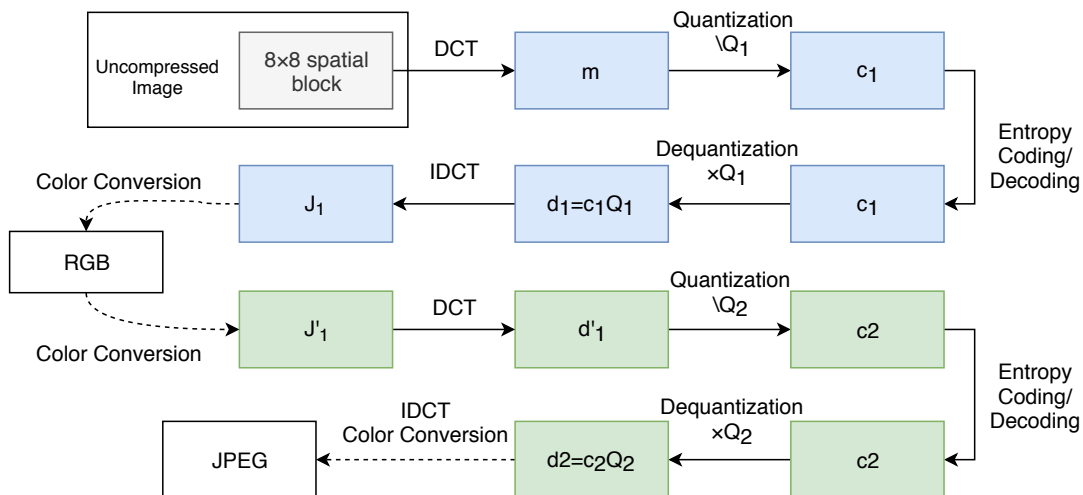 Uncompressed
Image
8×8 spatial
block
DCT
m
Quantization
\Q₁
c₁
Entropy
Coding/
Decoding
Color Conversion
J₁
IDCT
d₁=c₁Q₁
Dequantization
×Q₁
c₁
RGB
Color Conversion
J'₁
DCT
d'₁
Quantization
\Q₂
c2
Entropy
Coding/
Decoding
JPEG
IDCT
Color Conversion
d2=c₂Q₂
Dequantization
×Q₂
c2